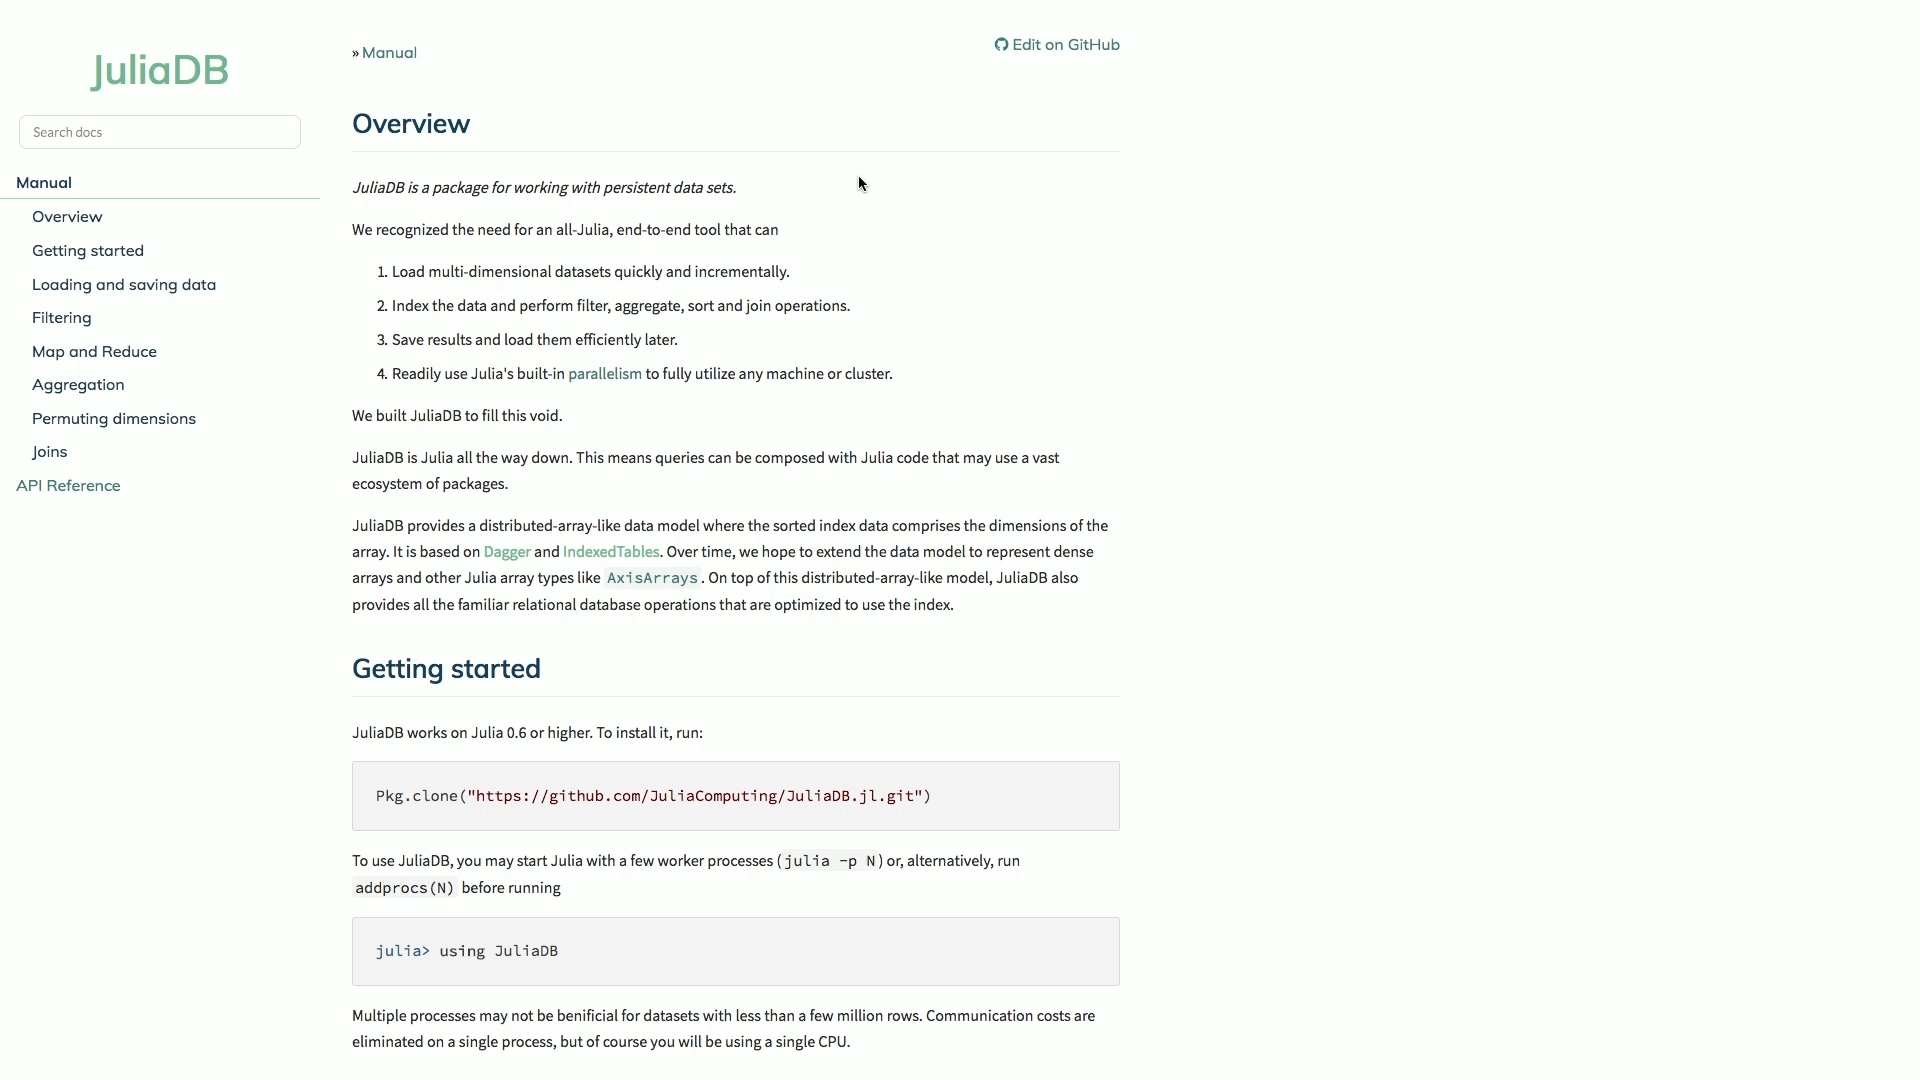 JuliaDB
Search docs
Manual
Overview
Getting started
Loading and saving data
Filtering
Map and Reduce
Aggregation
Permuting dimensions
Joins
API Reference
» Manual
Edit on GitHub
Overview
JuliaDB is a package for working with persistent data sets.
We recognized the need for an all-Julia, end-to-end tool that can
1. Load multi-dimensional datasets quickly and incrementally.
2. Index the data and perform filter, aggregate, sort and join operations.
3. Save results and load them efficiently later.
4. Readily use Julia's built-in parallelism to fully utilize any machine or cluster.
We built JuliaDB to fill this void.
JuliaDB is Julia all the way down. This means queries can be composed with Julia code that may use a vast
ecosystem of packages.
JuliaDB provides a distributed-array-like data model where the sorted index data comprises the dimensions of the
array. It is based on Dagger and IndexedTables. Over time, we hope to extend the data model to represent dense
arrays and other Julia array types like AxisArrays. On top of this distributed-array-like model, JuliaDB also
provides all the familiar relational database operations that are optimized to use the index.
Getting started
JuliaDB works on Julia 0.6 or higher. To install it, run:
Pkg.clone("https://github.com/JuliaComputing/JuliaDB.jl.git")
To use JuliaDB, you may start Julia with a few worker processes (julia -p N) or, alternatively, run
addprocs(N) before running
julia> using JuliaDB
Multiple processes may not be benificial for datasets with less than a few million rows. Communication costs are
eliminated on a single process, but of course you will be using a single CPU.